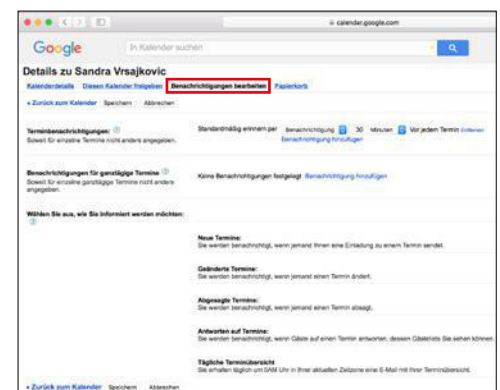 calendar.google.com
Google
In Kalender suchen
Details zu Sandra Vrsajkovic
Kalenderdetails Diesen Kalender freigeben Benachrichtigungen bearbeiten Papierkorb
« Zurück zum Kalender Speichern Abbrechen
Terminbenachrichtigungen:
Soweit für einzelne Termine nicht anders angegeben.
Standardmäßig erinnern per Benachrichtigung 30 Minuten Vor jedem Termin Entfernen
Benachrichtigung hinzufügen
Benachrichtigungen für ganztägige Termine
Soweit für einzelne ganztägige Termine nicht anders
angegeben.
Keine Benachrichtigungen festgelegt Benachrichtigung hinzufügen
Wählen Sie aus, wie Sie informiert werden möchten:
Neue Termine:
Sie werden benachrichtigt, wenn jemand Ihnen eine Einladung zu einem Termin sendet.
Geänderte Termine:
Sie werden benachrichtigt, wenn jemand einen Termin ändert.
Abgesagte Termine:
Sie werden benachrichtigt, wenn jemand einen Termin absagt.
Antworten auf Termine:
Sie werden benachrichtigt, wenn Gäste auf einen Termin antworten, dessen Gästeliste Sie sehen können.
Tägliche Terminübersicht
Sie erhalten täglich um 5AM Uhr in Ihrer aktuellen Zeitzone eine E-Mail mit Ihrer Terminübersicht.
« Zurück zum Kalender Speichern Abbrechen